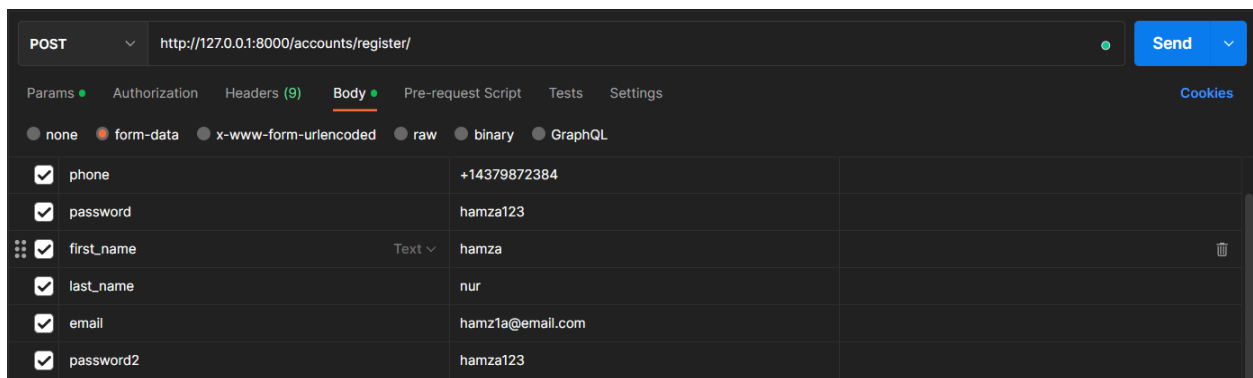 POST http://127.0.0.1:8000/accounts/register/ Send
Params Authorization Headers (9) Body Pre-request Script Tests Settings Cookies
none form-data x-www-form-urlencoded raw binary GraphQL
phone +14379872384
password hamza123
first_name Text hamza
last_name nur
email hamz1a@email.com
password2 hamza123